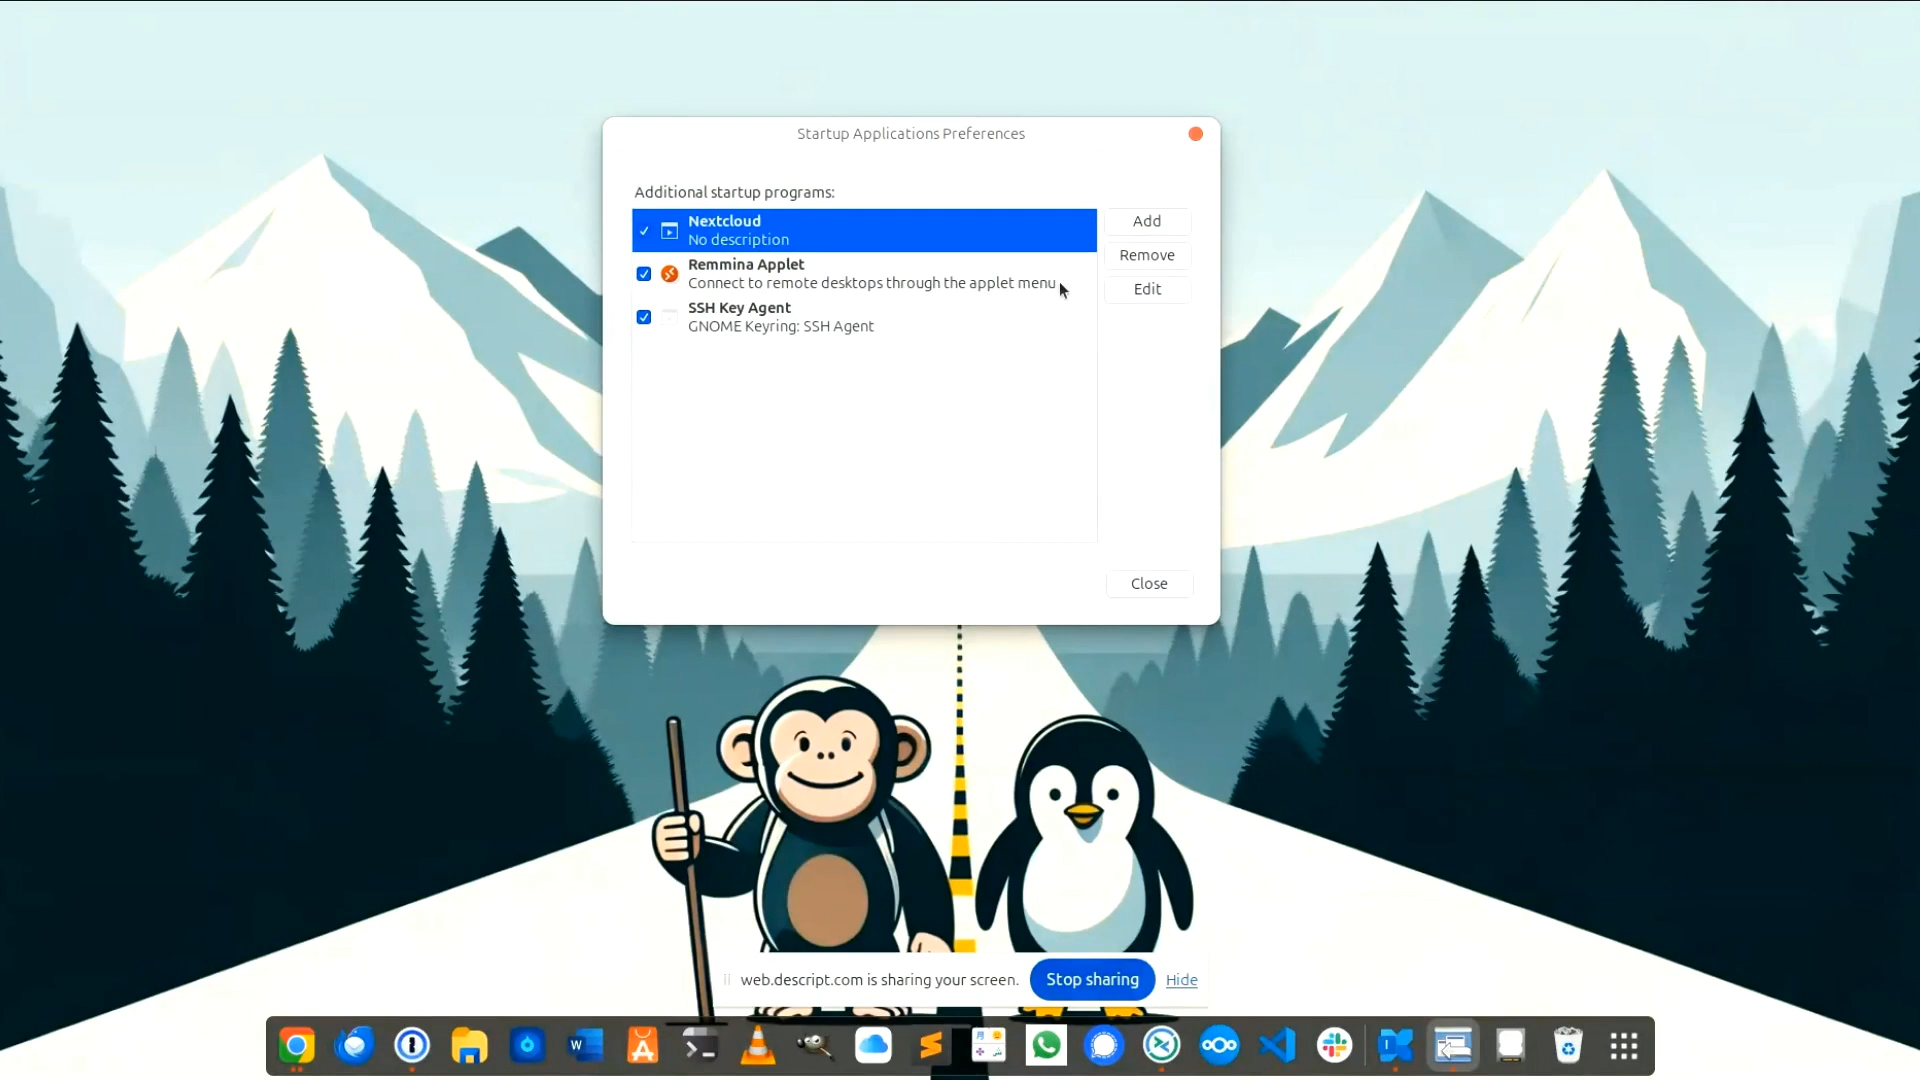 Startup Applications Preferences
Additional startup programs:
Nextcloud
No description
Add
Remmina Applet
Connect to remote desktops through the applet menu
Remove
Edit
SSH Key Agent
GNOME Keyring: SSH Agent
Close
web.descript.com is sharing your screen.
Stop sharing
Hide